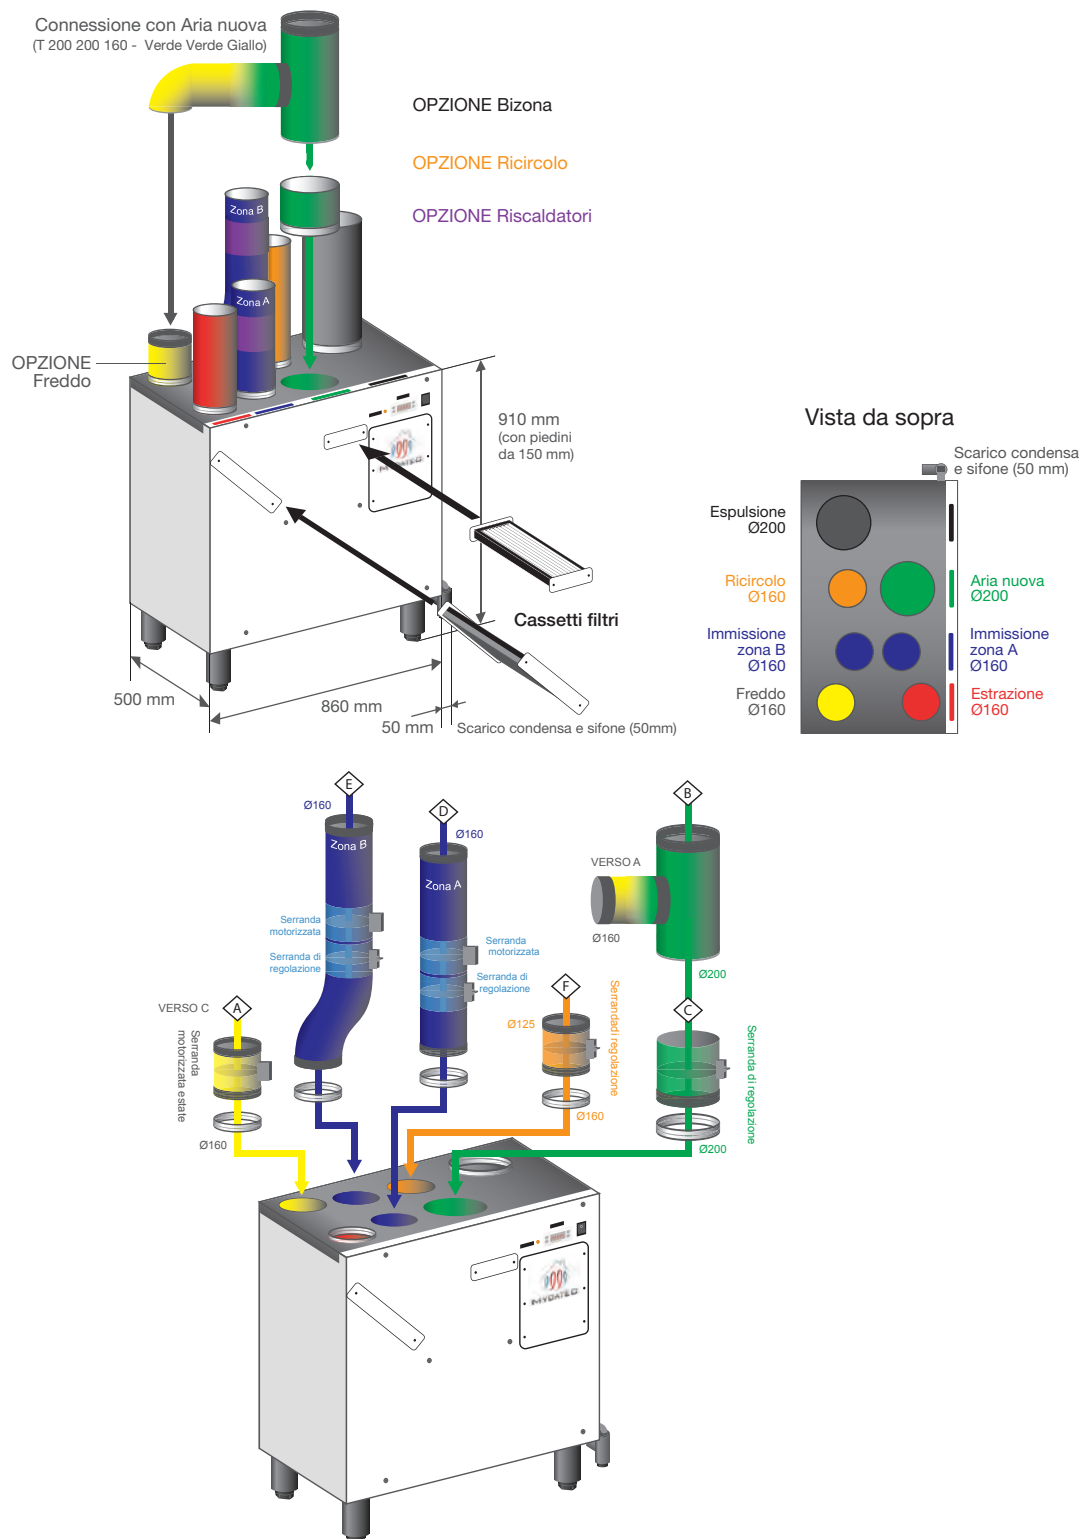 Connessione con Aria nuova
(T 200 200 160 - Verde Verde Giallo)
OPZIONE Bizona
OPZIONE Ricircolo
OPZIONE Riscaldatori
Zona B
Zona A
OPZIONE
Freddo
910 mm
(con piedini
da 150 mm)
MYDATEC
Cassetti filtri
500 mm
860 mm
50 mm
Scarico condensa e sifone (50mm)
Vista da sopra
Scarico condensa
e sifone (50 mm)
Espulsione
Ø200
Ricircolo
Ø160
Aria nuova
Ø200
Immissione
zona B
Ø160
Immissione
zona A
Ø160
Freddo
Ø160
Estrazione
Ø160
E
Ø160
Zona B
Serranda
motorizzata
Serranda di
regolazione
D
Ø160
Zona A
Serranda
motorizzata
Serranda di
regolazione
B
VERSO A
Ø160
Ø200
VERSO C
A
Serranda
motorizzata estate
Ø160
F
Ø125
Serrandadi regolazione
Ø160
C
Serranda di regolazione
Ø200
MYDATEC